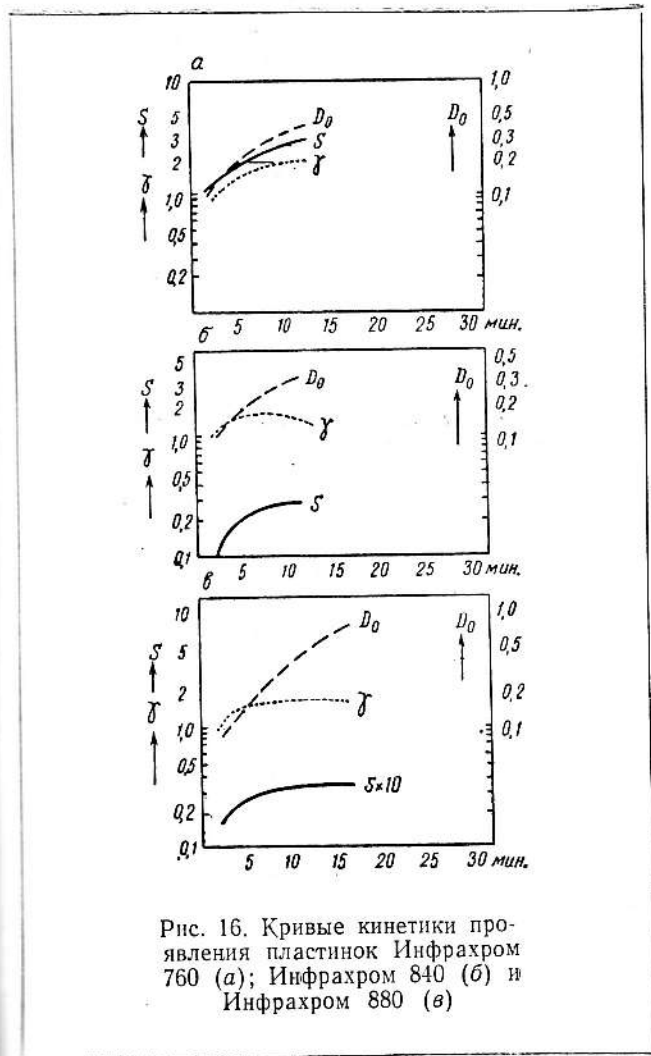 а
10
5
3
2
1,0
0,5
0,2
S
γ
D₀
S
γ
D₀
1,0
0,5
0,3
0,2
0,1
5 10 15 20 25 30 мин.
б
5
3
2
1,0
0,5
0,2
0,1
S
γ
D₀
γ
S
D₀
0,5
0,3
0,2
0,1
5 10 15 20 25 30 мин.
в
10
5
2
1,0
0,5
0,2
0,1
S
γ
D₀
γ
S×10
D₀
1,0
0,5
0,2
0,1
5 10 15 20 25 30 мин.
Рис. 16. Кривые кинетики про-
явления пластинок Инфрахром
760 (а); Инфрахром 840 (б) и
Инфрахром 880 (в)